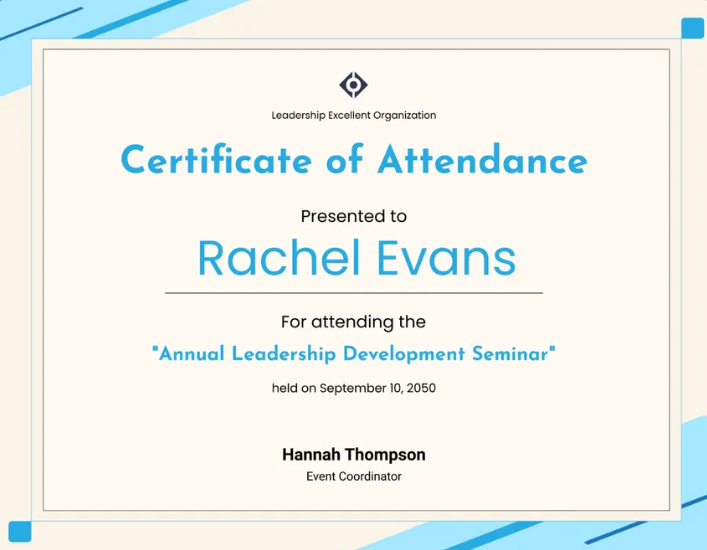 Leadership Excellent Organization
Certificate of Attendance
Presented to
Rachel Evans
For attending the
"Annual Leadership Development Seminar"
held on September 10, 2050
Hannah Thompson
Event Coordinator